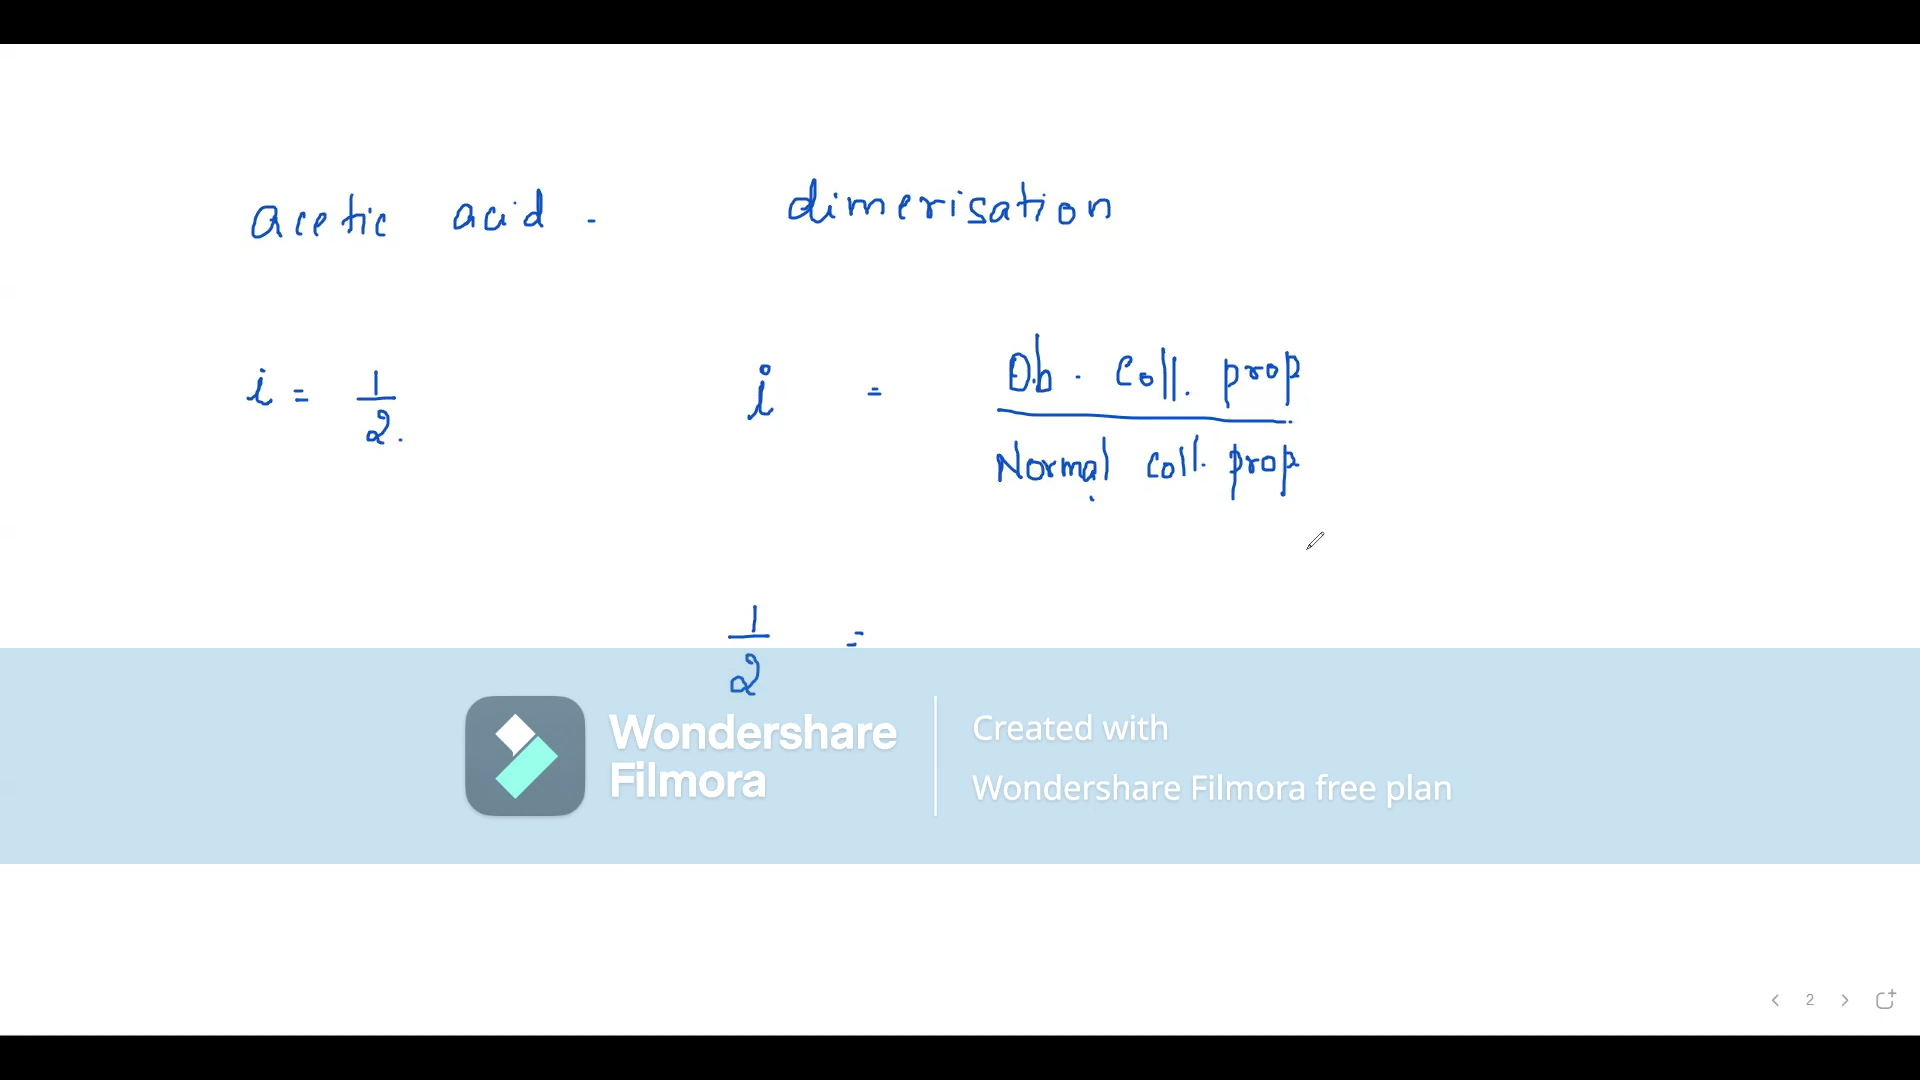 acetic acid - dimerisation
i = 1/2. i = Ob. Coll. prop / Normal coll. prop
1/2 =
Wondershare Filmora
Created with
Wondershare Filmora free plan
2